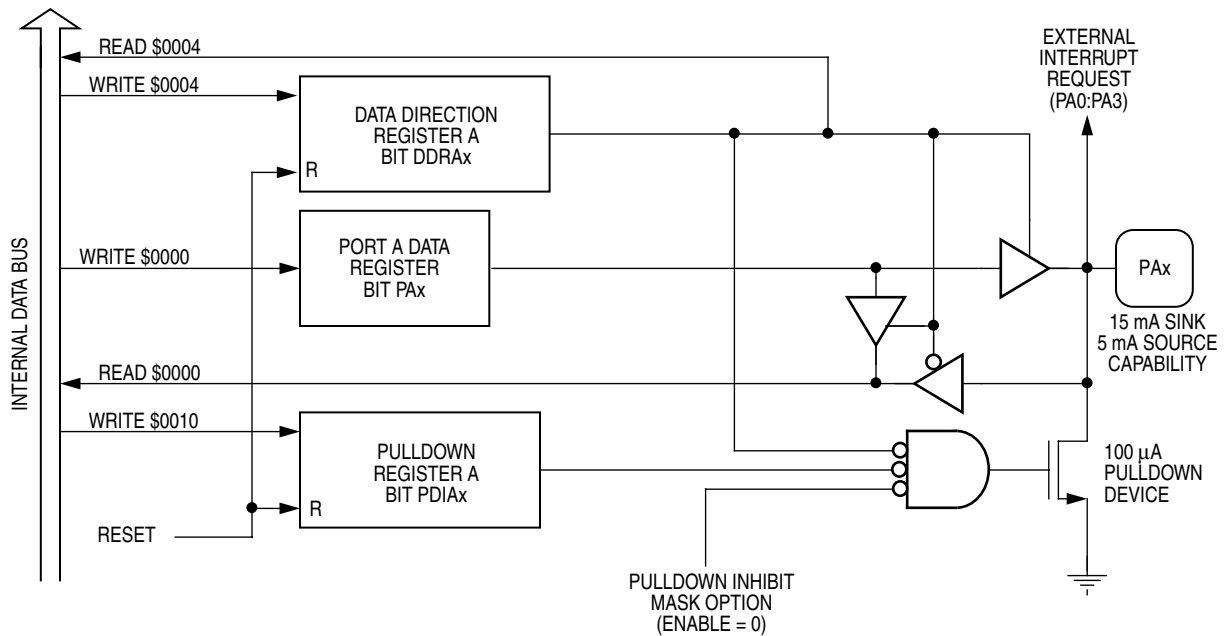 READ $0004
WRITE $0004
DATA DIRECTION
REGISTER A
BIT DDRAx
R
EXTERNAL
INTERRUPT
REQUEST
(PA0:PA3)
INTERNAL DATA BUS
WRITE $0000
PORT A DATA
REGISTER
BIT PAx
PAx
15 mA SINK
5 mA SOURCE
CAPABILITY
READ $0000
WRITE $0010
PULLDOWN
REGISTER A
BIT PDIAx
R
100 µA
PULLDOWN
DEVICE
RESET
PULLDOWN INHIBIT
MASK OPTION
(ENABLE = 0)